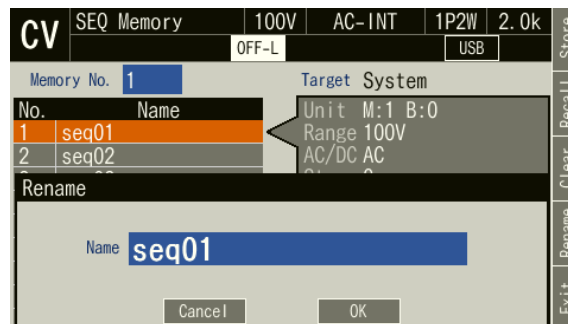 CV SEQ Memory 100V AC-INT 1P2W 2.0k
OFF-L USB
Memory No. 1 Target System
No. Name
1 seq01
2 seq02
Unit M:1 B:0
Range 100V
AC/DC AC
Rename
Name seq01
Cancel OK
Store
Recall
Clear
Rename
Exit